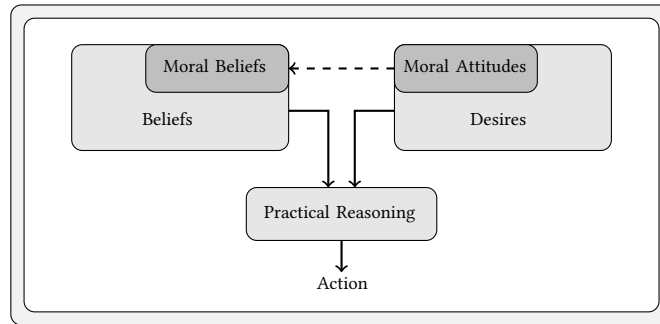 Moral Beliefs
Moral Attitudes
Beliefs
Desires
Practical Reasoning
Action